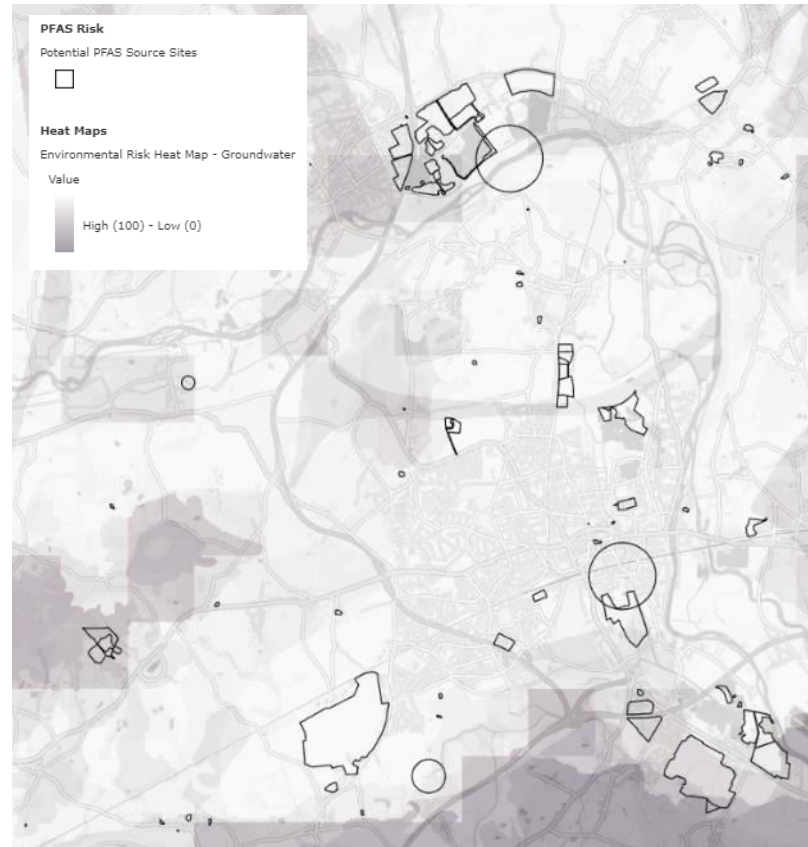 PFAS Risk
Potential PFAS Source Sites
Heat Maps
Environmental Risk Heat Map - Groundwater
Value
High (100) - Low (0)